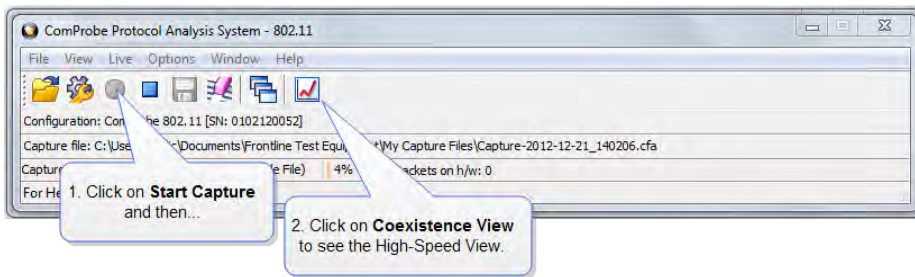 ComProbe Protocol Analysis System - 802.11
File View Live Options Window Help
Configuration: Com be 802.11 [SN: 0102120052]
Capture file: C:\Use \Documents\Frontline Test Equ \My Capture Files\Capture-2012-12-21_140206.cfa
Captur File) 4% ckets on h/w: 0
For He
1. Click on Start Capture
and then...
2. Click on Coexistence View
to see the High-Speed View.